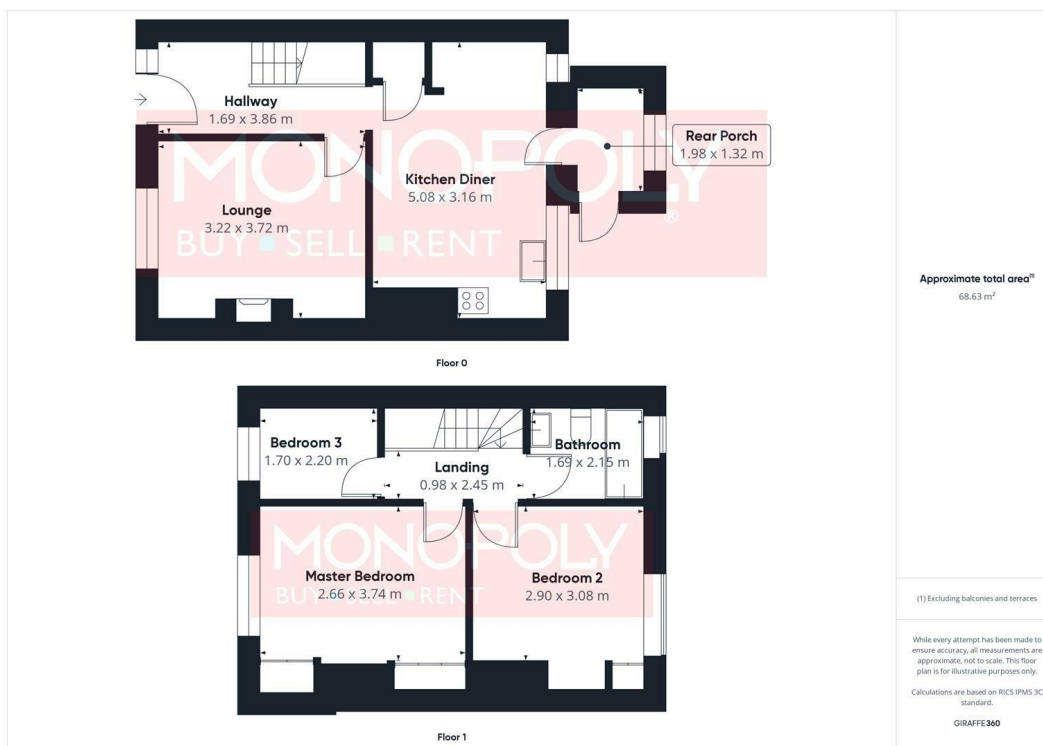 Hallway
1.69 x 3.86 m
MONOPOLY
BUY SELL RENT
®
Lounge
3.22 x 3.72 m
Kitchen Diner
5.08 x 3.16 m
Rear Porch
1.98 x 1.32 m
Floor 0
Bedroom 3
1.70 x 2.20 m
Landing
0.98 x 2.45 m
Bathroom
1.69 x 2.15 m
MONOPOLY
BUY SELL RENT
Master Bedroom
2.66 x 3.74 m
Bedroom 2
2.90 x 3.08 m
Floor 1
Approximate total area(1)
68.63 m²
(1) Excluding balconies and terraces
While every attempt has been made to
ensure accuracy, all measurements are
approximate, not to scale. This floor
plan is for illustrative purposes only.
Calculations are based on RICS IPMS 3C
standard.
GIRAFFE360